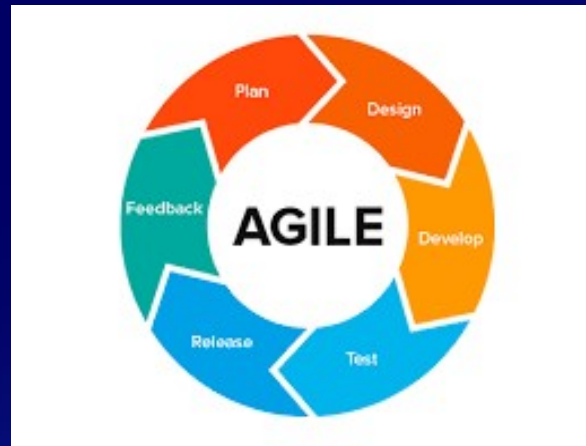 Plan
Design
Feedback
AGILE
Develop
Release
Test